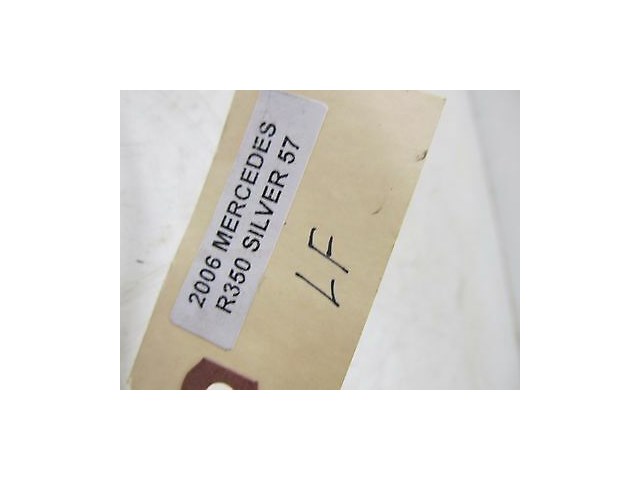 2006 MERCEDES
R350 SILVER 57
LF